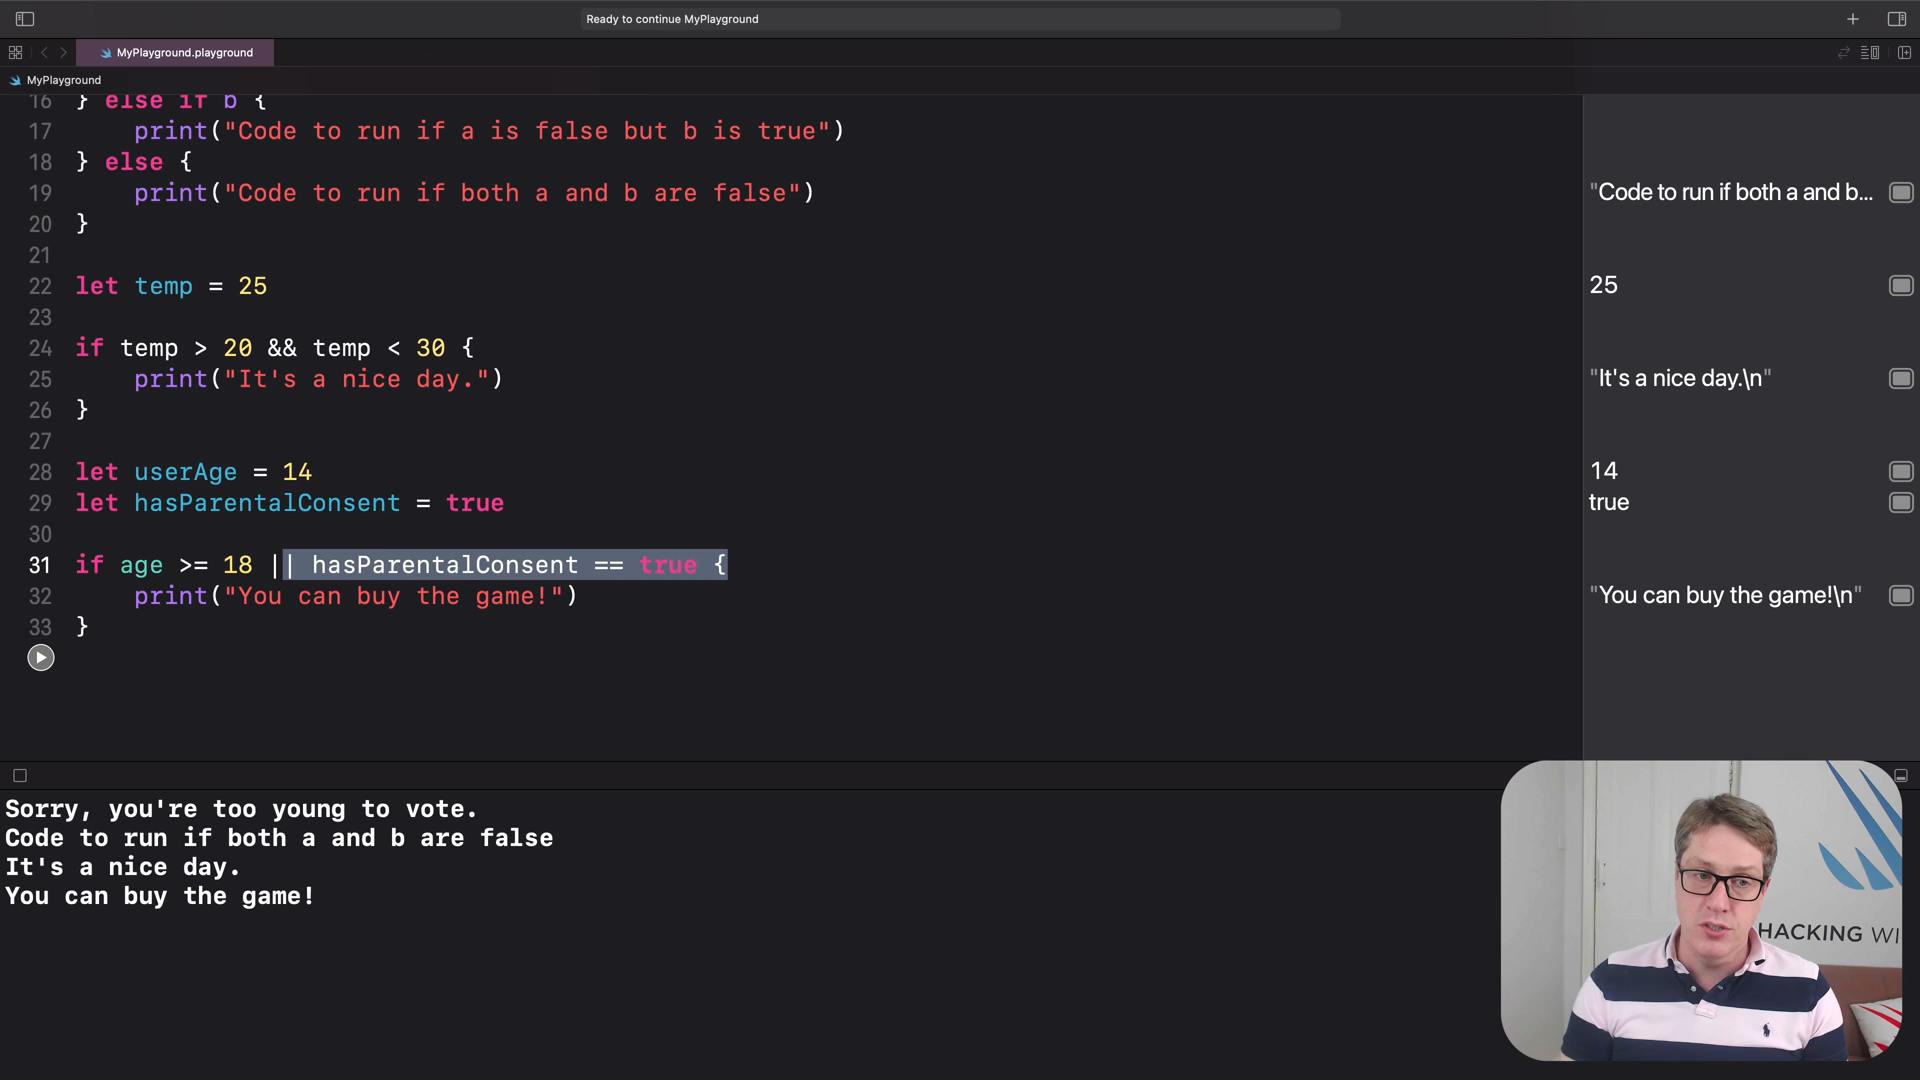 Ready to continue MyPlayground
MyPlayground.playground
MyPlayground
16 } else if b {
17 print("Code to run if a is false but b is true")
18 } else {
19 print("Code to run if both a and b are false")
"Code to run if both a and b...
20 }
21
22 let temp = 25
25
23
24 if temp > 20 && temp < 30 {
25 print("It's a nice day.")
"It's a nice day.\n"
26 }
27
28 let userAge = 14
14
29 let hasParentalConsent = true
true
30
31 if age >= 18 || hasParentalConsent == true {
32 print("You can buy the game!")
"You can buy the game!\n"
33 }
Sorry, you're too young to vote.
Code to run if both a and b are false
It's a nice day.
You can buy the game!
HACKING WI